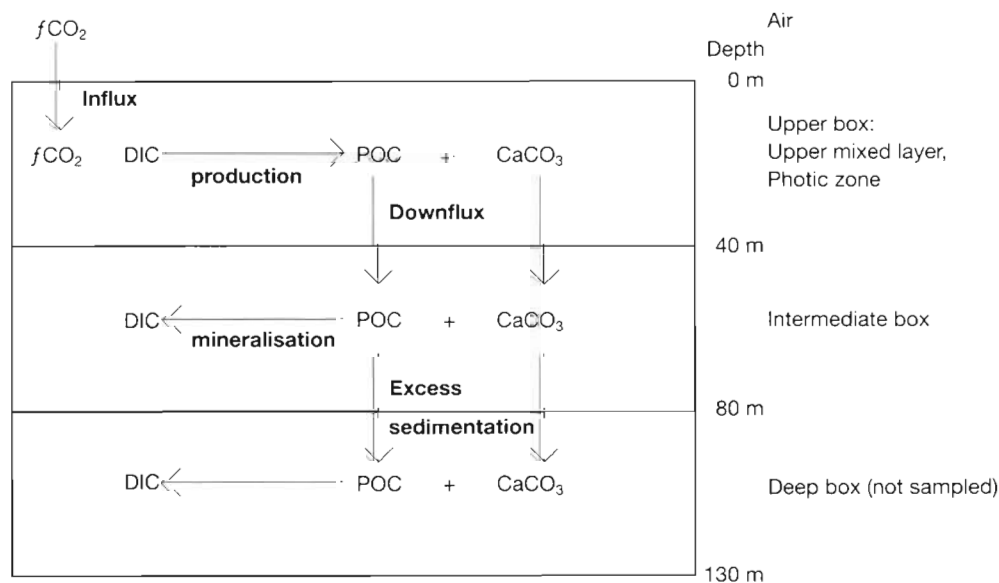 fCO₂
Air
Depth
0 m
Influx
fCO₂ DIC POC + CaCO₃
production
Upper box:
Upper mixed layer,
Photic zone
Downflux
40 m
DIC POC + CaCO₃
mineralisation
Intermediate box
Excess
80 m
sedimentation
DIC POC + CaCO₃
Deep box (not sampled)
130 m